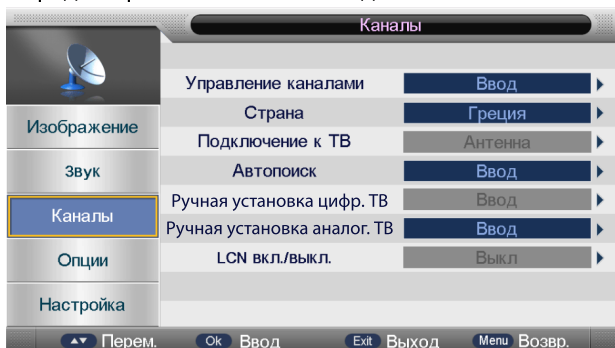 Каналы
Управление каналами Ввод
Страна Греция
Подключение к ТВ Антенна
Автопоиск Ввод
Ручная установка цифр. ТВ Ввод
Ручная установка аналог. ТВ Ввод
LCN вкл./выкл. Выкл
Изображение
Звук
Каналы
Опции
Настройка
Перем. Ok Ввод Exit Выход Menu Возвр.